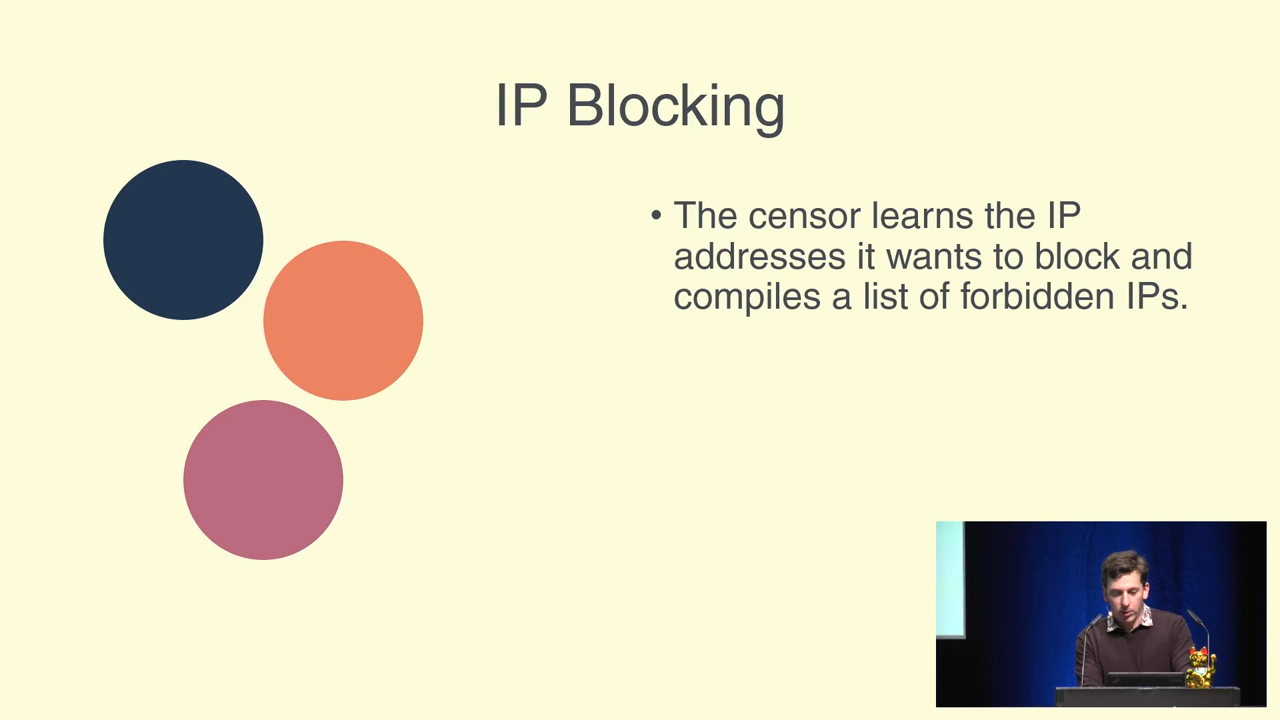 IP Blocking
• The censor learns the IP
addresses it wants to block and
compiles a list of forbidden IPs.